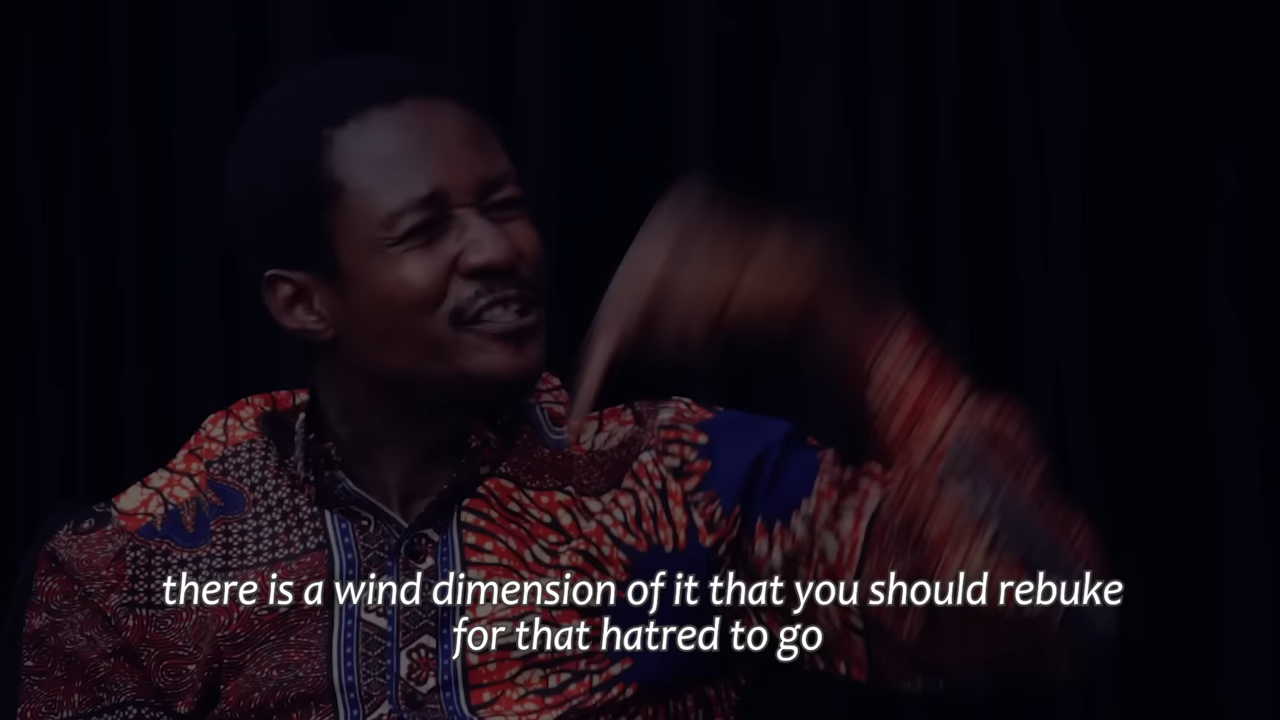 there is a wind dimension of it that you should rebuke
for that hatred to go